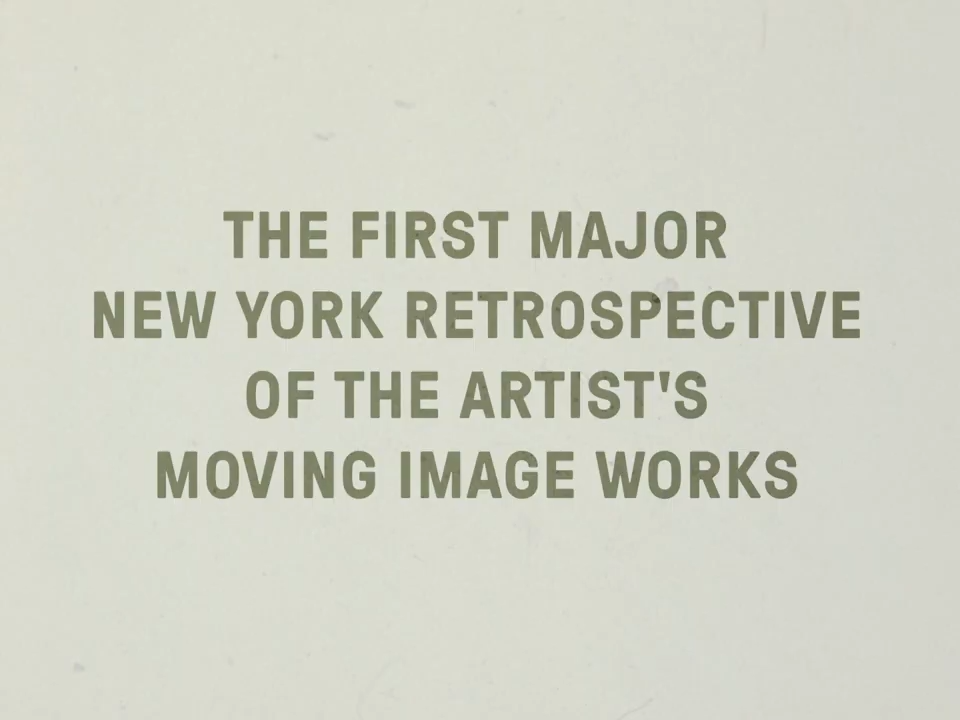 THE FIRST MAJOR
NEW YORK RETROSPECTIVE
OF THE ARTIST'S
MOVING IMAGE WORKS